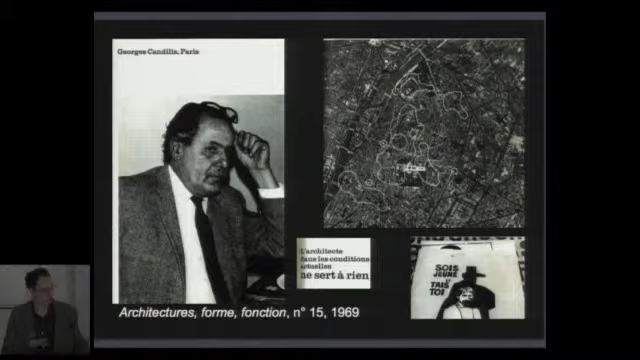 Georges Candilis, Paris
L'architecte
dans les conditions
actuelles
ne sert à rien
SOIS
JEUNE
ET
TAIS
TOI
Architectures, forme, fonction, n° 15, 1969